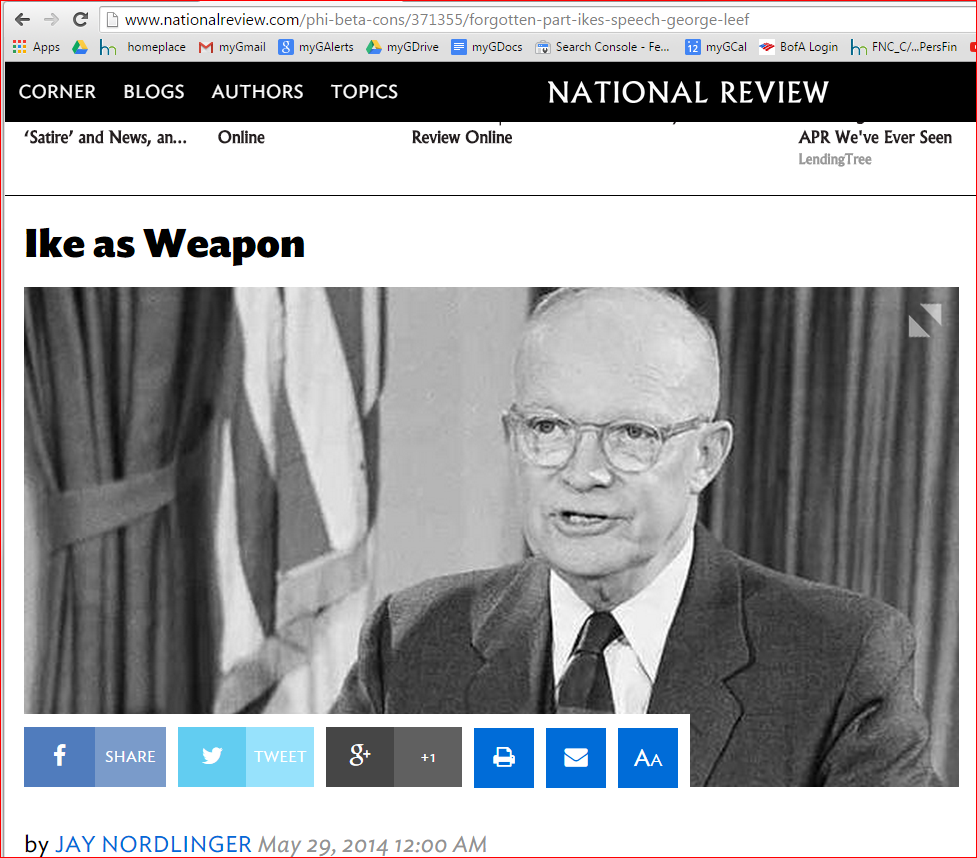 www.nationalreview.com/phi-beta-cons/371355/forgotten-part-ikes-speech-george-leef
Apps homeplace myGmail 8 myGAlerts myGDrive myGDocs Search Console - Fe... 12 myGCal BofA Login FNC_C/...PersFin
CORNER BLOGS AUTHORS TOPICS NATIONAL REVIEW
‘Satire’ and News, an... Online Review Online APR We've Ever Seen
LendingTree
Ike as Weapon
f SHARE TWEET g+ +1 AA
by JAY NORDLINGER May 29, 2014 12:00 AM